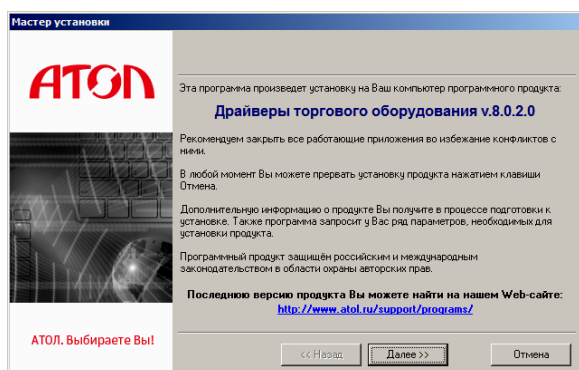 Мастер установки
АТОЛ
Эта программа произведет установку на Ваш компьютер программного продукта:
Драйверы торгового оборудования v.8.0.2.0
Рекомендуем закрыть все работающие приложения во избежание конфликтов с
ними.
В любой момент Вы можете прервать установку продукта нажатием клавиши
Отмена.
Дополнительную информацию о продукте Вы получите в процессе подготовки к
установке. Также программа запросит у Вас ряд параметров, необходимых для
установки продукта.
Программный продукт защищён российским и международным
законодательством в области охраны авторских прав.
Последнюю версию продукта Вы можете найти на нашем Web-сайте:
http://www.atol.ru/support/programs/
АТОЛ. Выбираете Вы!
<< Назад
Далее >>
Отмена